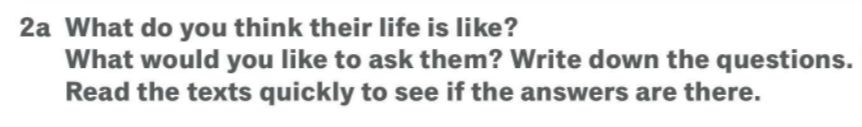 2a What do you think their life is like?
What would you like to ask them? Write down the questions.
Read the texts quickly to see if the answers are there.